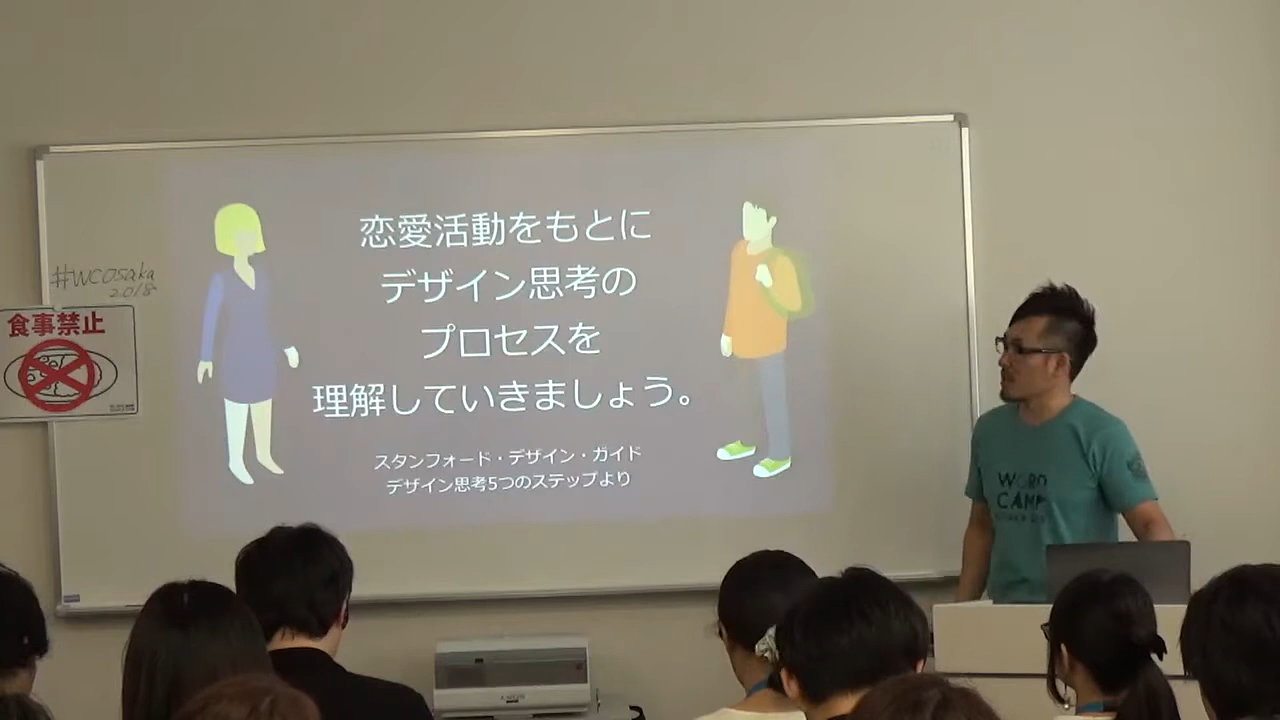 恋愛活動をもとに
デザイン思考の
プロセスを
理解していきましょう。
スタンフォード・デザイン・ガイド
デザイン思考5つのステップより
#WCOsaka
2018
食事禁止
WORD
CAMP